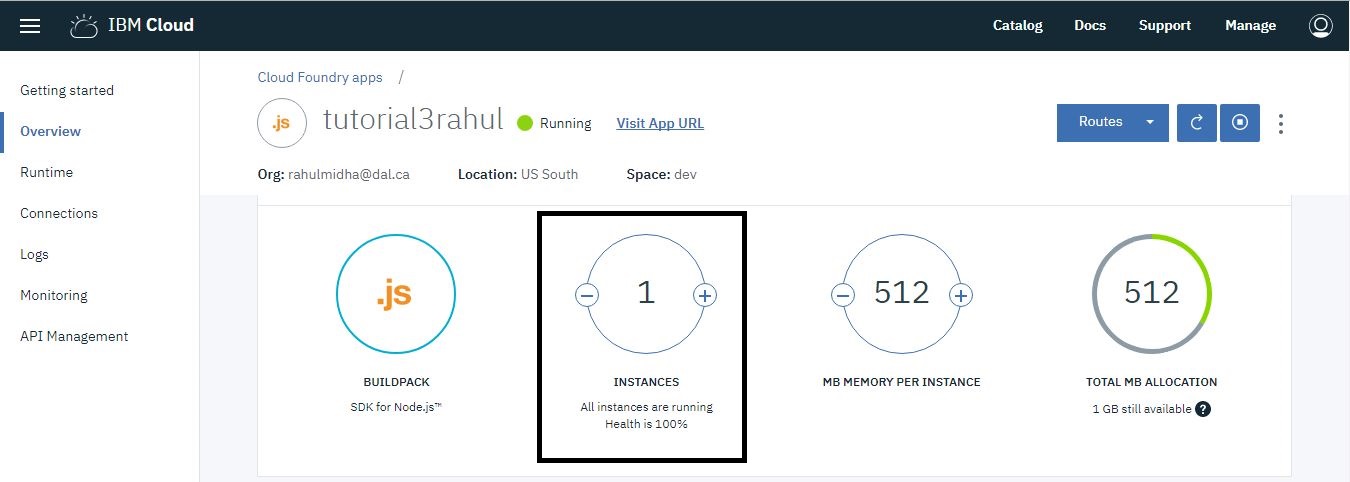 IBM Cloud
Catalog Docs Support Manage
Getting started
Overview
Runtime
Connections
Logs
Monitoring
API Management
Cloud Foundry apps /
.js tutorial3rahul Running Visit App URL
Routes
Org: rahulmidha@dal.ca Location: US South Space: dev
.js
BUILDPACK
SDK for Node.js™
− 1 +
INSTANCES
All instances are running
Health is 100%
− 512 +
MB MEMORY PER INSTANCE
512
TOTAL MB ALLOCATION
1 GB still available ?